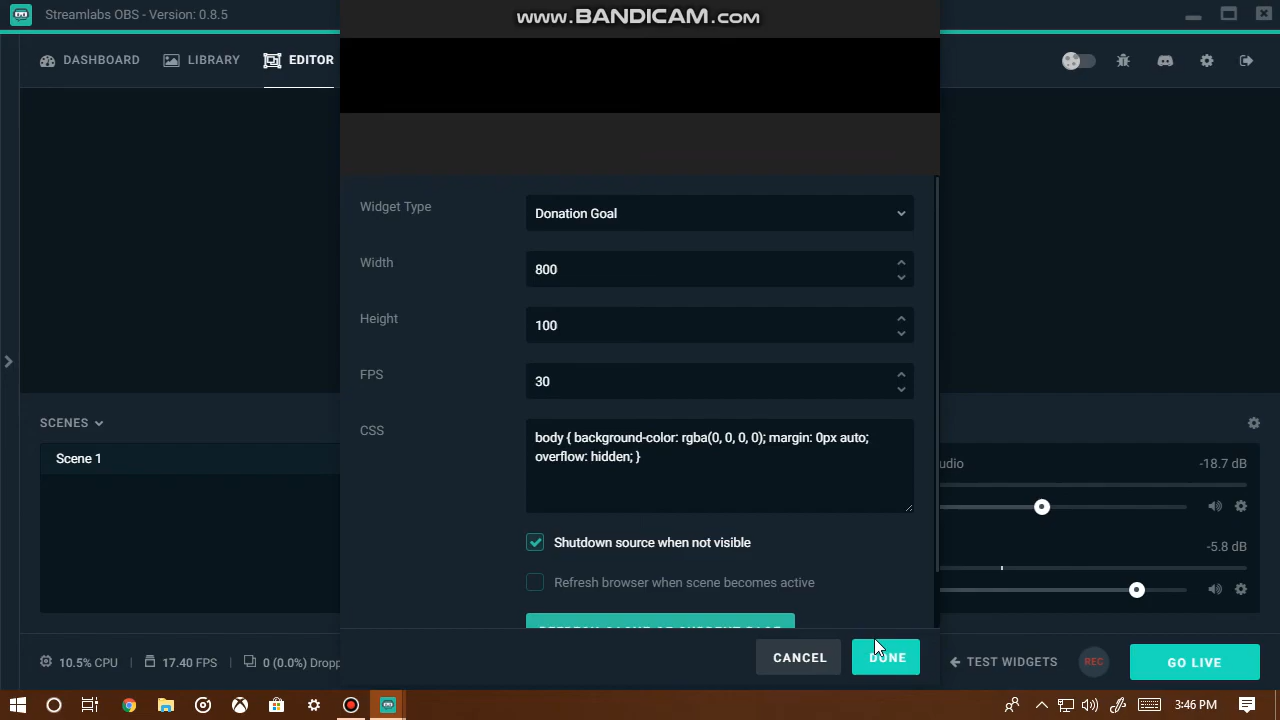 Streamlabs OBS - Version: 0.8.5
www.BANDICAM.com
DASHBOARD
LIBRARY
EDITOR
Widget Type
Donation Goal
Width
800
Height
100
FPS
30
CSS
body { background-color: rgba(0, 0, 0, 0); margin: 0px auto;
overflow: hidden; }
SCENES
Scene 1
udio
-18.7 dB
-5.8 dB
Shutdown source when not visible
Refresh browser when scene becomes active
CANCEL
DONE
10.5% CPU
17.40 FPS
0 (0.0%) Dropp
TEST WIDGETS
REC
GO LIVE
3:46 PM